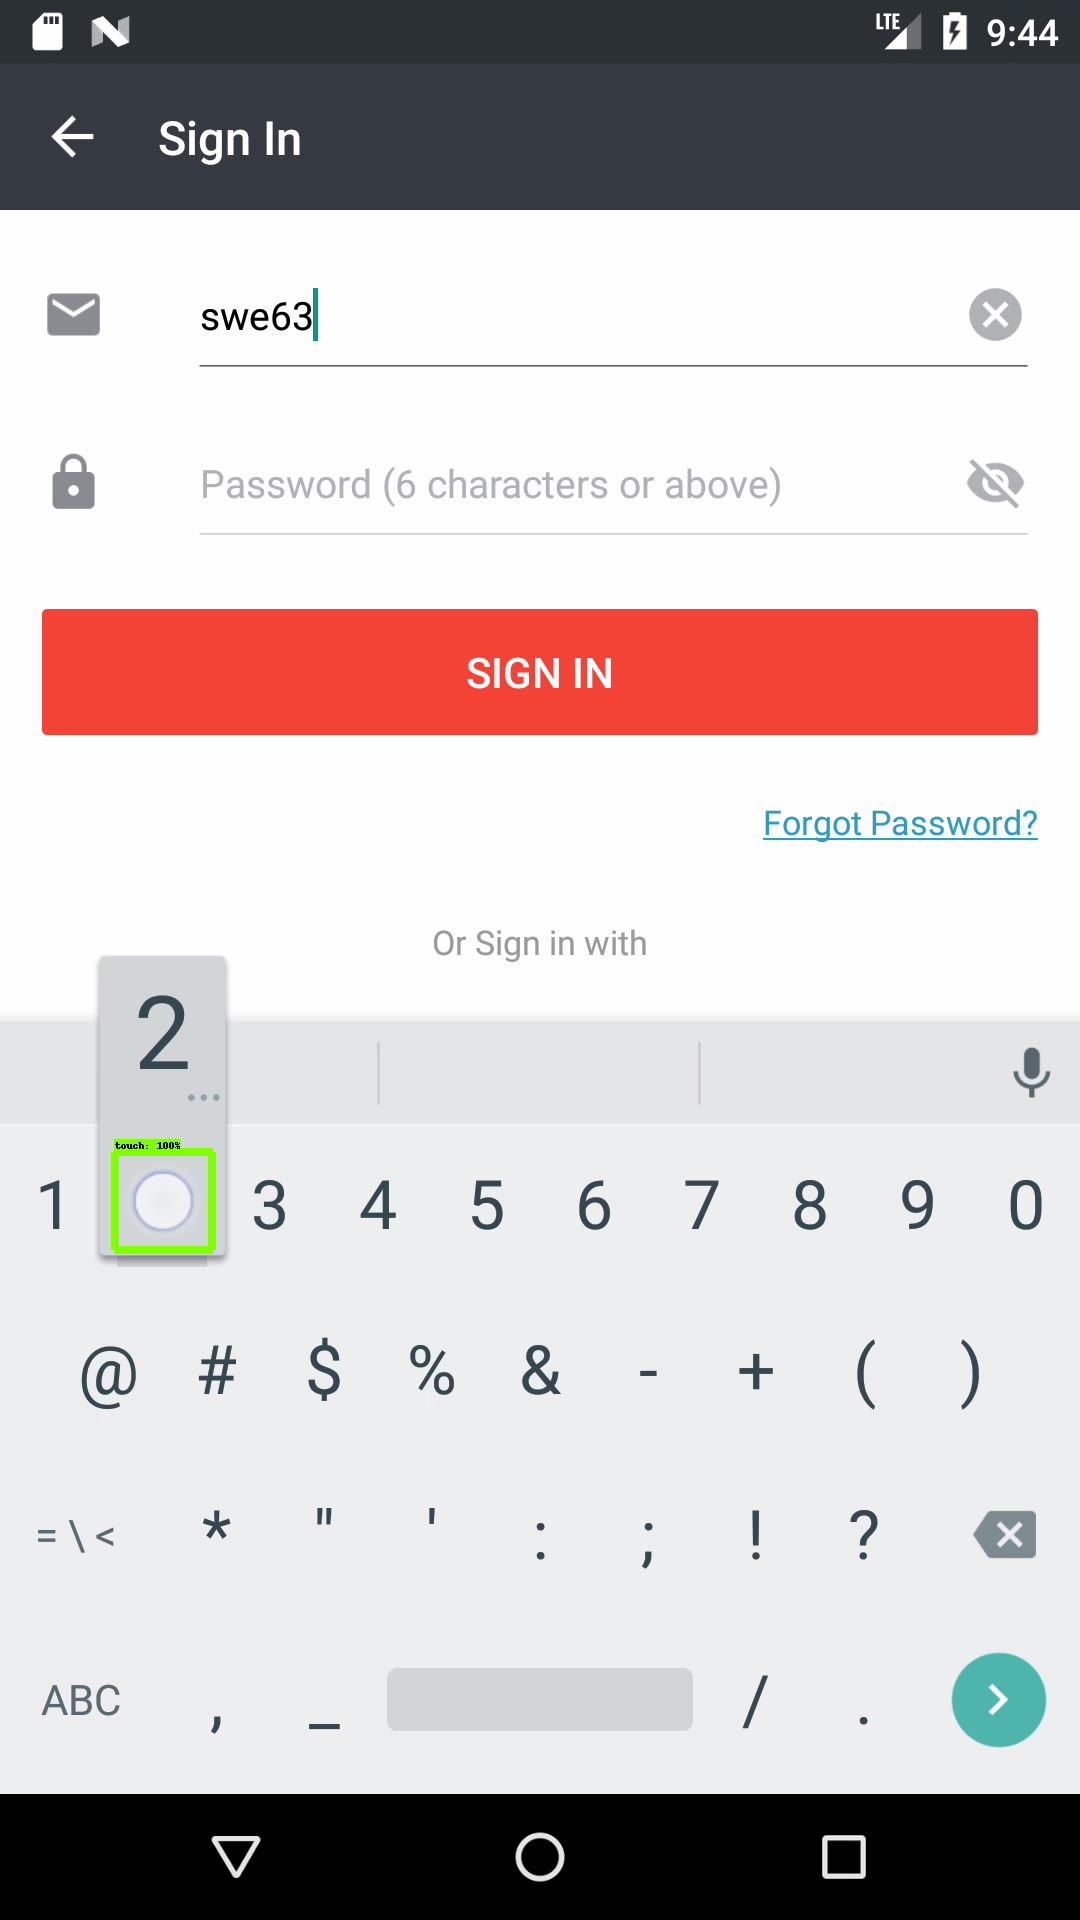 LTE 9:44
Sign In
swe63
Password (6 characters or above)
SIGN IN
Forgot Password?
Or Sign in with
2
...
touch: 100%
1 3 4 5 6 7 8 9 0
@ # $ % & - + ( )
= \ < * " ' : ; ! ?
ABC , _ / .